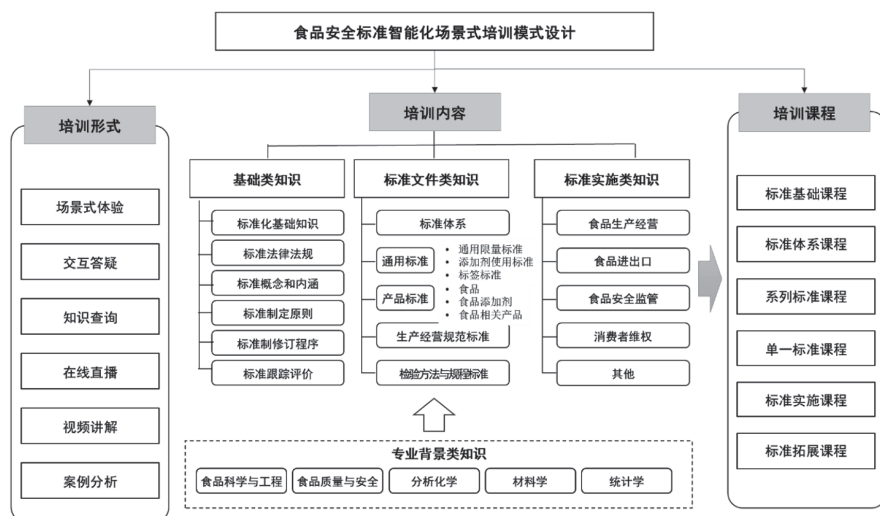 食品安全标准智能化场景式培训模式设计
培训形式
场景式体验
交互答疑
知识查询
在线直播
视频讲解
案例分析
培训内容
基础类知识
标准化基础知识
标准法律法规
标准概念和内涵
标准制定原则
标准制修订程序
标准跟踪评价
标准文件类知识
标准体系
通用标准
• 通用限量标准
• 添加剂使用标准
• 标签标准
产品标准
• 食品
• 食品添加剂
• 食品相关产品
生产经营规范标准
检验方法与规程标准
标准实施类知识
食品生产经营
食品进出口
食品安全监管
消费者维权
其他
专业背景类知识
食品科学与工程
食品质量与安全
分析化学
材料学
统计学
培训课程
标准基础课程
标准体系课程
系列标准课程
单一标准课程
标准实施课程
标准拓展课程